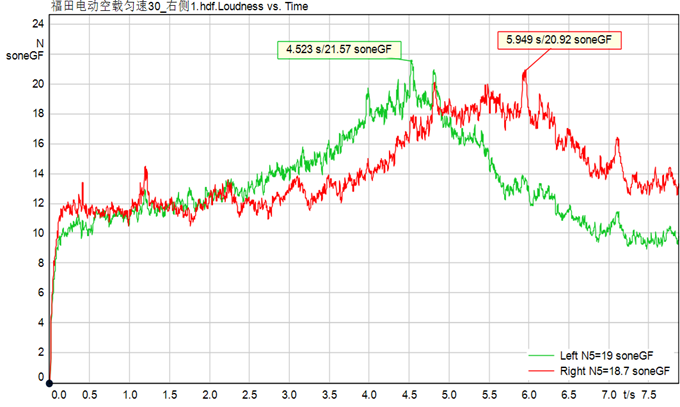 福田电动空载匀速30_右侧1.hdf.Loudness vs. Time
24
N
soneGF
20
18
16
14
12
10
8
6
4
2
0
4.523 s/21.57 soneGF
5.949 s/20.92 soneGF
Left N5=19 soneGF
Right N5=18.7 soneGF
0.0 0.5 1.0 1.5 2.0 2.5 3.0 3.5 4.0 4.5 5.0 5.5 6.0 6.5 7.0 t/s 7.5